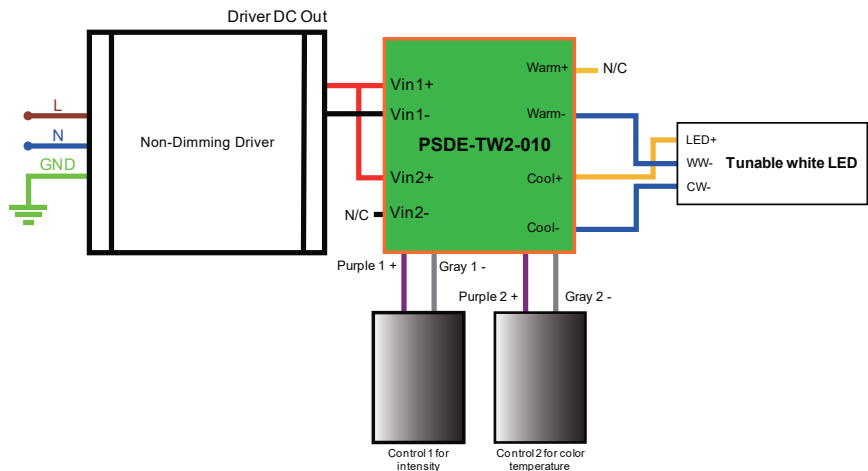 Driver DC Out
L
N
GND
Non-Dimming Driver
Vin1+
Vin1-
PSDE-TW2-010
Vin2+
N/C
Vin2-
Warm+
N/C
Warm-
Cool+
Cool-
LED+
WW-
Tunable white LED
CW-
Purple 1 +
Gray 1 -
Purple 2 +
Gray 2 -
Control 1 for
intensity
Control 2 for color
temperature